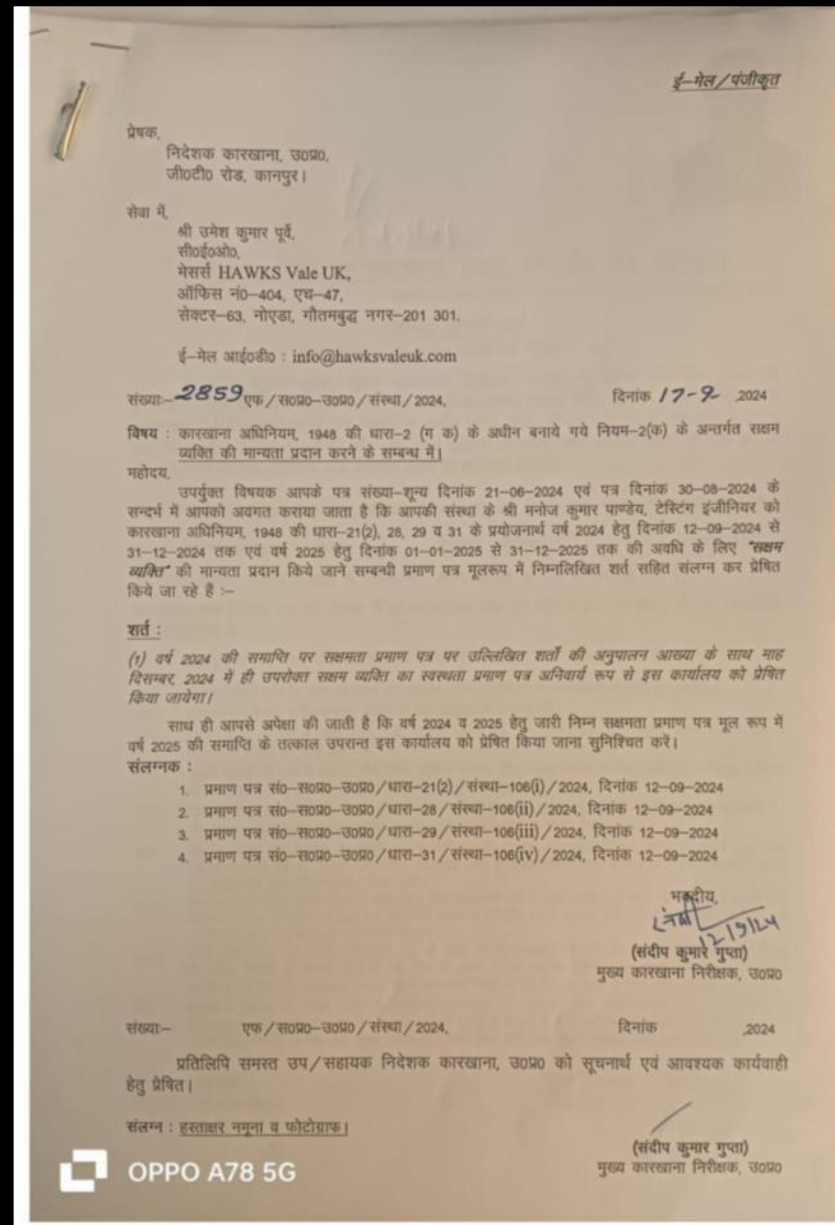 ई–मेल/पंजीकृत
प्रेषक,
निदेशक कारखाना, उ0प्र0,
जी0टी0 रोड, कानपुर।
सेवा में,
श्री उमेश कुमार पूर्वे,
सी0ई0ओ0,
मेसर्स HAWKS Vale UK,
ऑफिस नं0–404, एच–47,
सेक्टर–63, नोएडा, गौतमबुद्ध नगर–201 301.
ई–मेल आई0डी0 : info@hawksvaleuk.com
संख्याः– 2859 एफ/स0प्र0–उ0प्र0/संस्था/2024, दिनांक 17-9- ,2024
विषय : कारखाना अधिनियम, 1948 की धारा–2 (ग क) के अधीन बनाये गये नियम–2(क) के अन्तर्गत सक्षम
व्यक्ति की मान्यता प्रदान करने के सम्बन्ध में।
महोदय,
उपर्युक्त विषयक आपके पत्र संख्या–शून्य दिनांक 21–06–2024 एवं पत्र दिनांक 30–08–2024 के
सन्दर्भ में आपको अवगत कराया जाता है कि आपकी संस्था के श्री मनोज कुमार पाण्डेय, टेस्टिंग इंजीनियर को
कारखाना अधिनियम, 1948 की धारा–21(2), 28, 29 व 31 के प्रयोजनार्थ वर्ष 2024 हेतु दिनांक 12–09–2024 से
31–12–2024 तक एवं वर्ष 2025 हेतु दिनांक 01–01–2025 से 31–12–2025 तक की अवधि के लिए "सक्षम
व्यक्ति" की मान्यता प्रदान किये जाने सम्बन्धी प्रमाण पत्र मूलरूप में निम्नलिखित शर्त सहित संलग्न कर प्रेषित
किये जा रहे हैं :–
शर्त :
(1) वर्ष 2024 की समाप्ति पर सक्षमता प्रमाण पत्र पर उल्लिखित शर्तों की अनुपालन आख्या के साथ माह
दिसम्बर, 2024 में ही उपरोक्त सक्षम व्यक्ति का स्वस्थता प्रमाण पत्र अनिवार्य रूप से इस कार्यालय को प्रेषित
किया जायेगा।
साथ ही आपसे अपेक्षा की जाती है कि वर्ष 2024 व 2025 हेतु जारी निम्न सक्षमता प्रमाण पत्र मूल रूप में
वर्ष 2025 की समाप्ति के तत्काल उपरान्त इस कार्यालय को प्रेषित किया जाना सुनिश्चित करें।
संलग्नक :
1. प्रमाण पत्र सं0–स0प्र0–उ0प्र0/धारा–21(2)/संस्था–106(i)/2024, दिनांक 12–09–2024
2. प्रमाण पत्र सं0–स0प्र0–उ0प्र0/धारा–28/संस्था–106(ii)/2024, दिनांक 12–09–2024
3. प्रमाण पत्र सं0–स0प्र0–उ0प्र0/धारा–29/संस्था–106(iii)/2024, दिनांक 12–09–2024
4. प्रमाण पत्र सं0–स0प्र0–उ0प्र0/धारा–31/संस्था–106(iv)/2024, दिनांक 12–09–2024
भवदीय,
12/9/24
(संदीप कुमार गुप्ता)
मुख्य कारखाना निरीक्षक, उ0प्र0
संख्याः– एफ/स0प्र0–उ0प्र0/संस्था/2024, दिनांक ,2024
प्रतिलिपि समस्त उप/सहायक निदेशक कारखाना, उ0प्र0 को सूचनार्थ एवं आवश्यक कार्यवाही
हेतु प्रेषित।
संलग्न : हस्ताक्षर नमूना व फोटोग्राफ।
(संदीप कुमार गुप्ता)
मुख्य कारखाना निरीक्षक, उ0प्र0
OPPO A78 5G